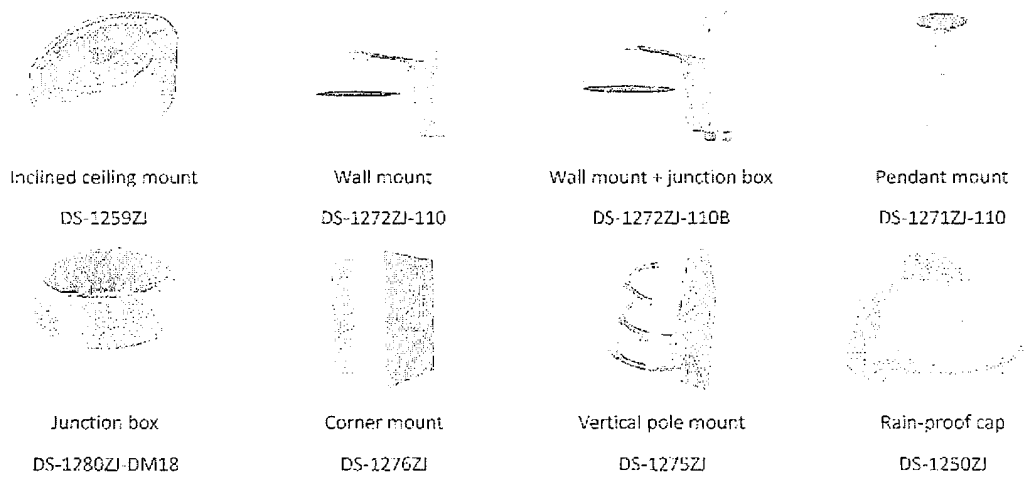 Inclined ceiling mount
Wall mount
Wall mount + junction box
Pendant mount
DS-1259ZJ
DS-1272ZJ-110
DS-1272ZJ-110B
DS-1271ZJ-110
Junction box
Corner mount
Vertical pole mount
Rain-proof cap
DS-1280ZJ-DM18
DS-1276ZJ
DS-1275ZJ
DS-1250ZJ